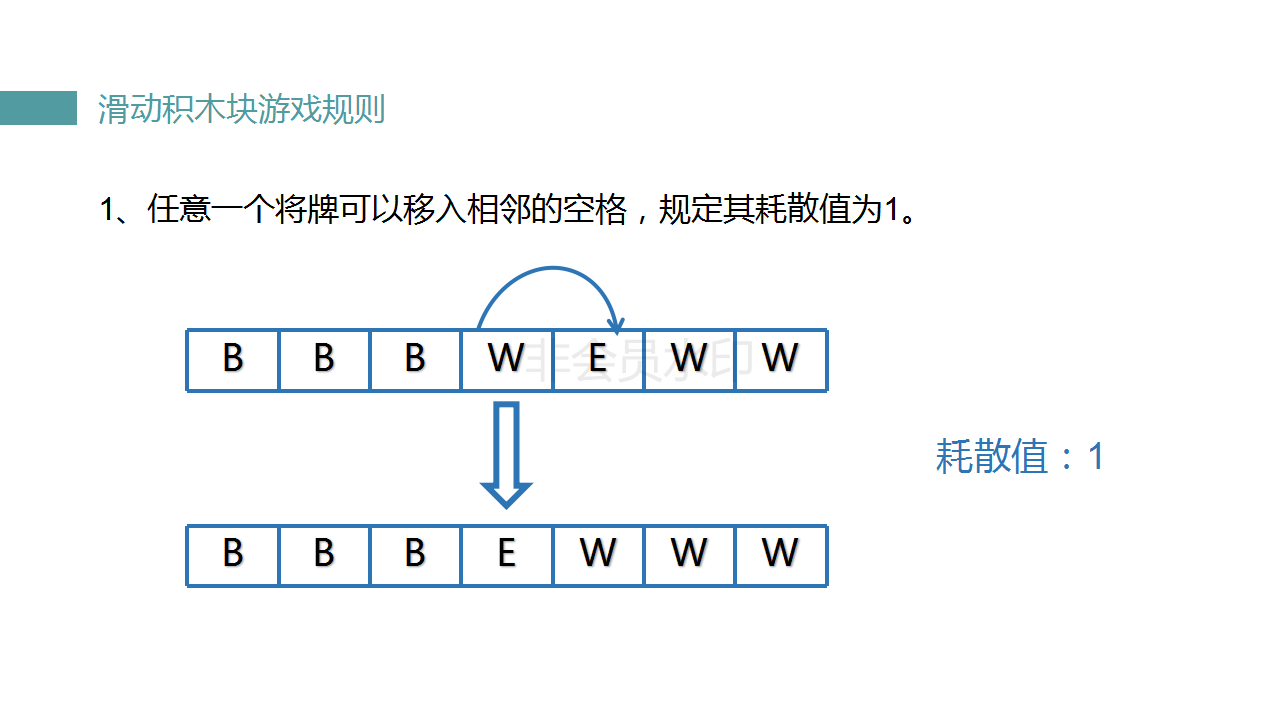 滑动积木块游戏规则
1、任意一个将牌可以移入相邻的空格，规定其耗散值为1。
B B B W E W W
非会员水印
耗散值：1
B B B E W W W